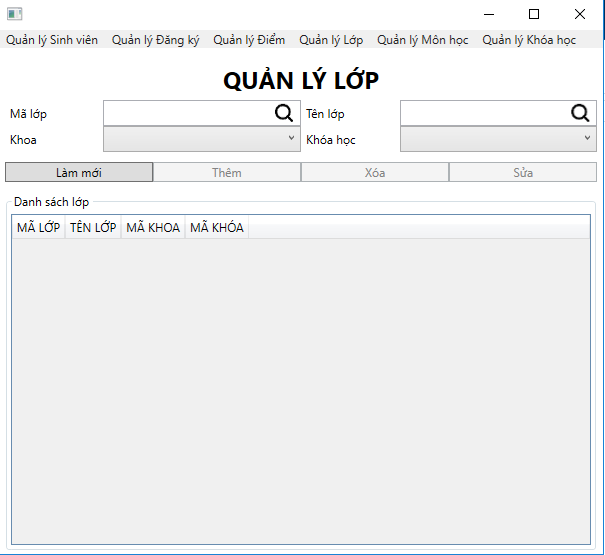 Quản lý Sinh viên Quản lý Đăng ký Quản lý Điểm Quản lý Lớp Quản lý Môn học Quản lý Khóa học
QUẢN LÝ LỚP
Mã lớp Tên lớp
Khoa Khóa học
Làm mới Thêm Xóa Sửa
Danh sách lớp
MÃ LỚP TÊN LỚP MÃ KHOA MÃ KHÓA